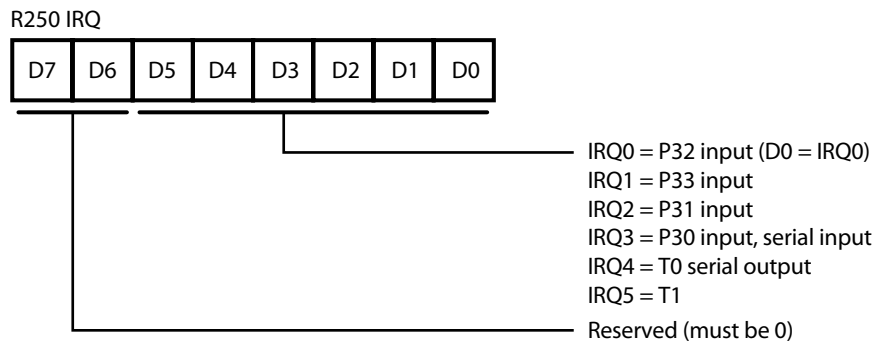 R250 IRQ
D7 D6 D5 D4 D3 D2 D1 D0
IRQ0 = P32 input (D0 = IRQ0)
IRQ1 = P33 input
IRQ2 = P31 input
IRQ3 = P30 input, serial input
IRQ4 = T0 serial output
IRQ5 = T1
Reserved (must be 0)